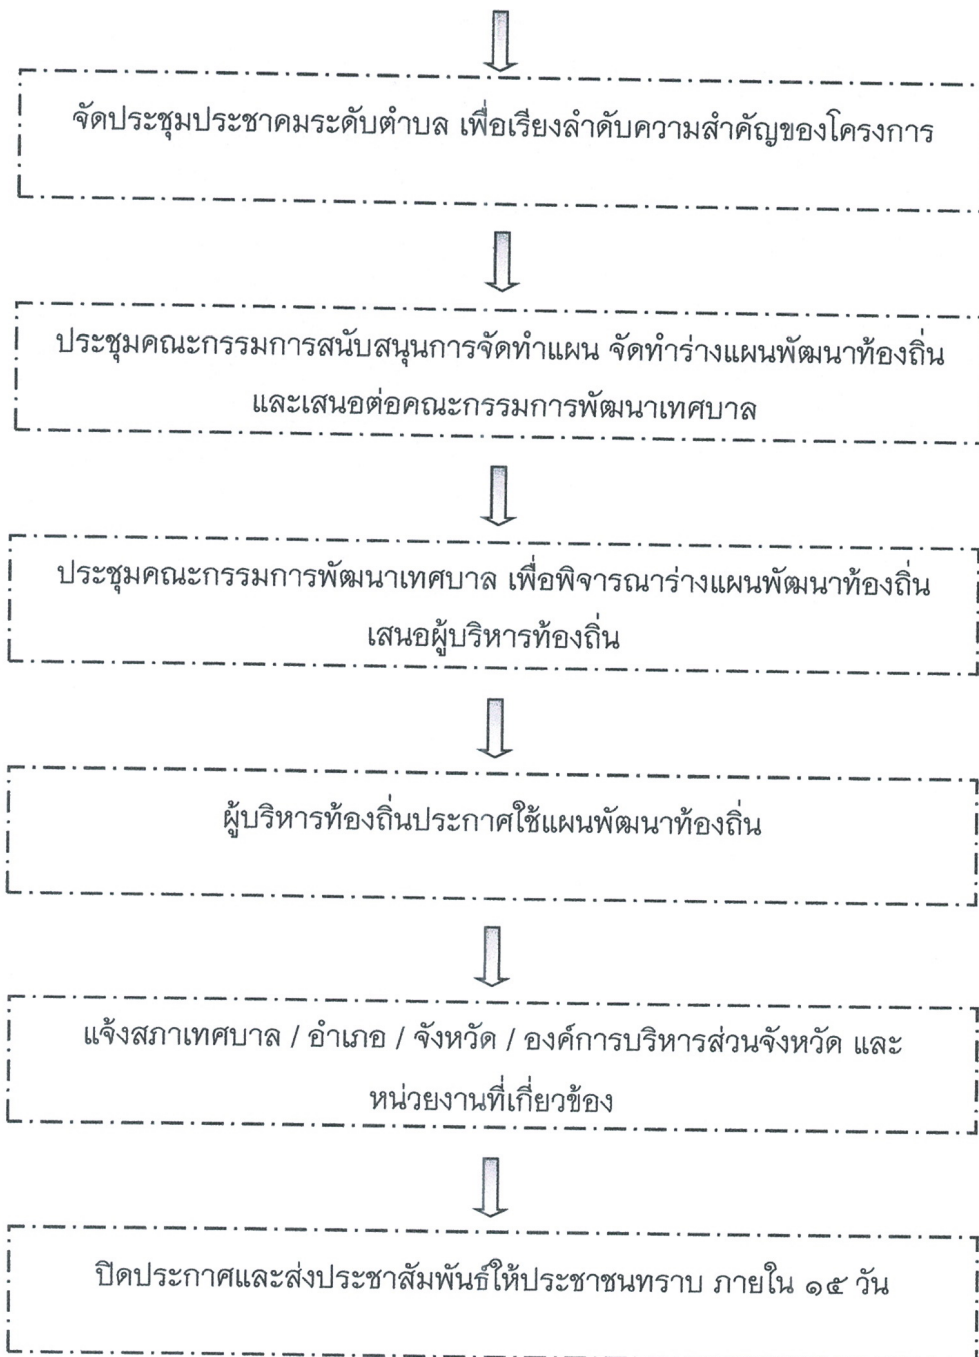 จัดประชุมประชาคมระดับตำบล เพื่อเรียงลำดับความสำคัญของโครงการ
ประชุมคณะกรรมการสนับสนุนการจัดทำแผน จัดทำร่างแผนพัฒนาท้องถิ่น
และเสนอต่อคณะกรรมการพัฒนาเทศบาล
ประชุมคณะกรรมการพัฒนาเทศบาล เพื่อพิจารณาร่างแผนพัฒนาท้องถิ่น
เสนอผู้บริหารท้องถิ่น
ผู้บริหารท้องถิ่นประกาศใช้แผนพัฒนาท้องถิ่น
แจ้งสภาเทศบาล / อำเภอ / จังหวัด / องค์การบริหารส่วนจังหวัด และ
หน่วยงานที่เกี่ยวข้อง
ปิดประกาศและส่งประชาสัมพันธ์ให้ประชาชนทราบ ภายใน ๑๕ วัน